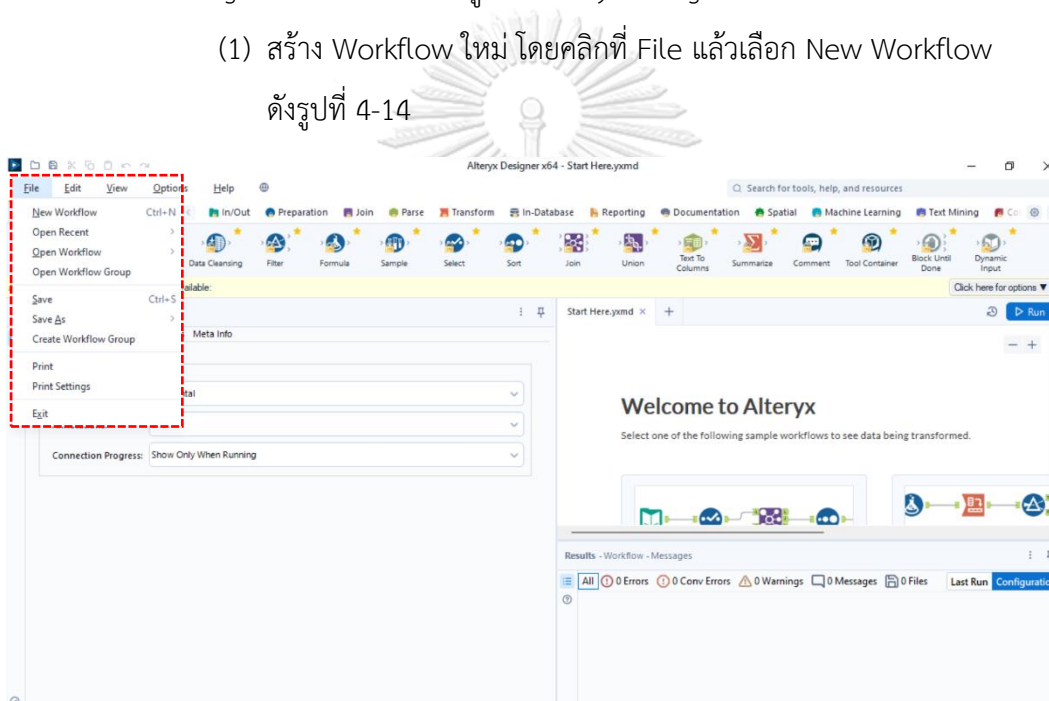 (1) สร้าง Workflow ใหม่ โดยคลิกที่ File แล้วเลือก New Workflow
ดังรูปที่ 4-14
Alteryx Designer x64 - Start Here.yxmd
File Edit View Options Help
Search for tools, help, and resources
In/Out Preparation Join Parse Transform In-Database Reporting Documentation Spatial Machine Learning Text Mining
New Workflow Ctrl+N
Open Recent
Open Workflow
Open Workflow Group
Save Ctrl+S
Save As
Create Workflow Group
Print
Print Settings
Exit
Data Cleansing Filter Formula Sample Select Sort Join Union Text To Columns Summarize Comment Tool Container Block Until Done Dynamic Input
ailable:
Click here for options ▼
Meta Info
Start Here.yxmd × +
Run
Connection Progress: Show Only When Running
Welcome to Alteryx
Select one of the following sample workflows to see data being transformed.
Results - Workflow - Messages
All 0 Errors 0 Conv Errors 0 Warnings 0 Messages 0 Files Last Run Configuratio